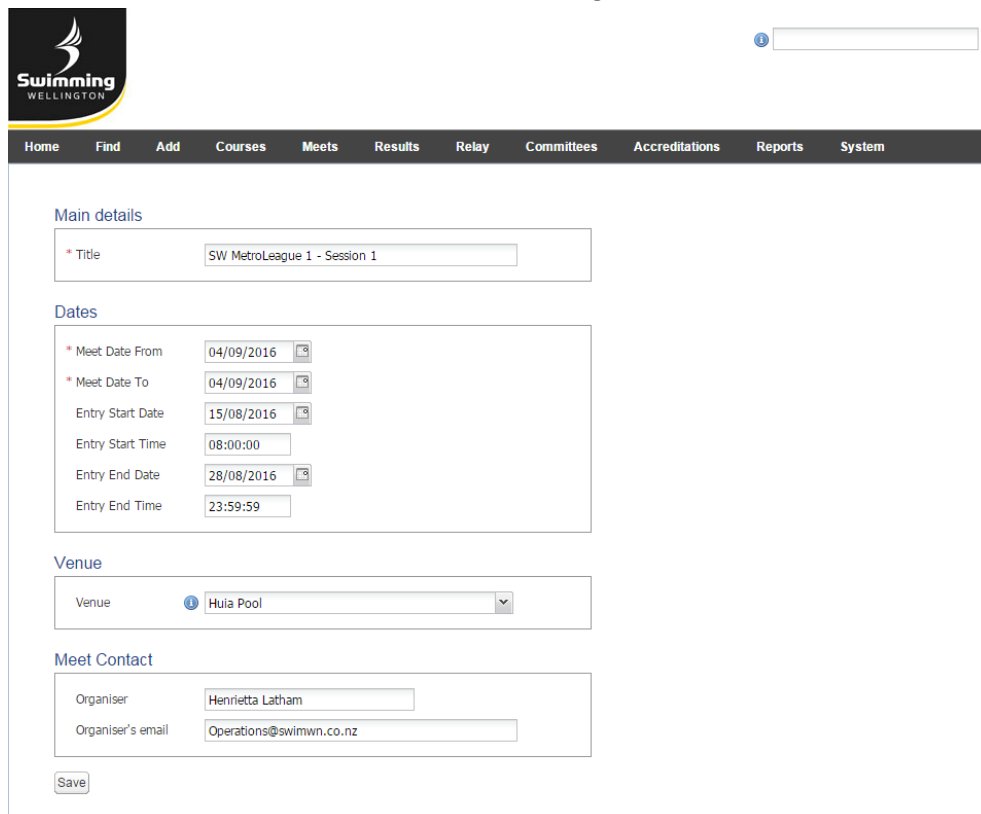 Swimming
WELLINGTON
Home Find Add Courses Meets Results Relay Committees Accreditations Reports System
Main details
* Title SW MetroLeague 1 - Session 1
Dates
* Meet Date From 04/09/2016
* Meet Date To 04/09/2016
Entry Start Date 15/08/2016
Entry Start Time 08:00:00
Entry End Date 28/08/2016
Entry End Time 23:59:59
Venue
Venue Huia Pool
Meet Contact
Organiser Henrietta Latham
Organiser's email Operations@swimwn.co.nz
Save